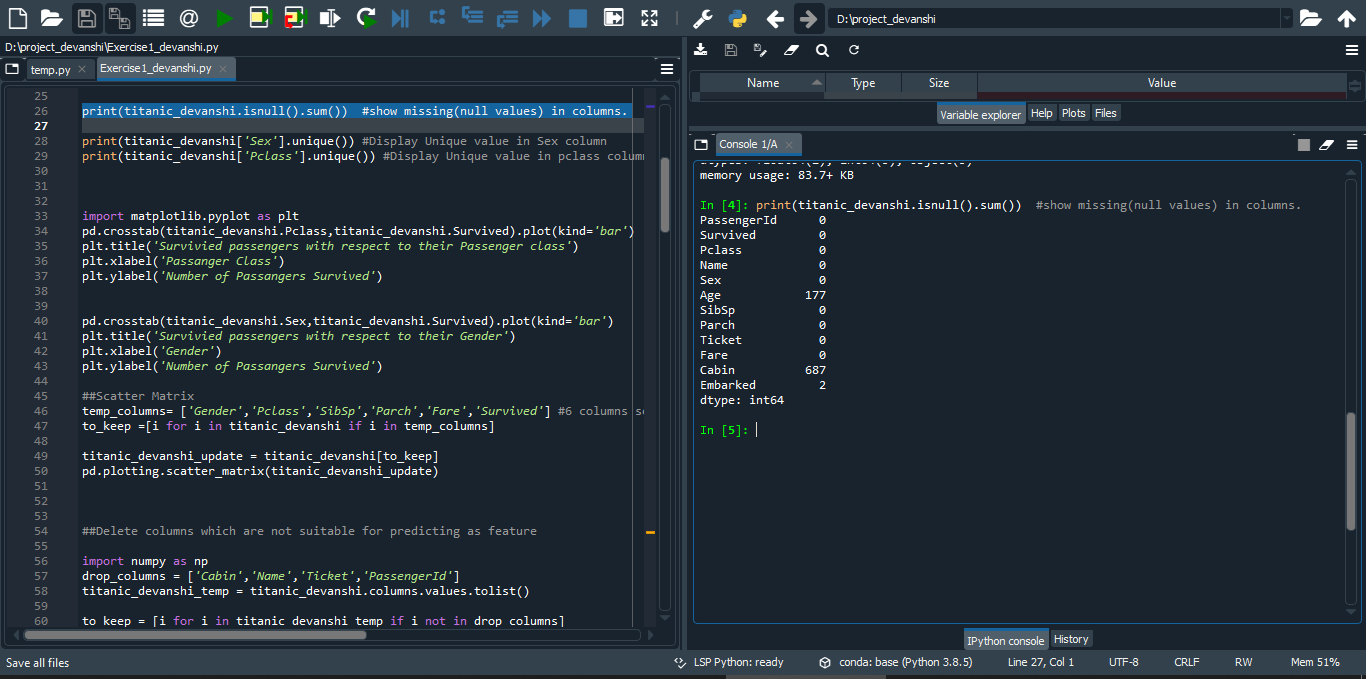 D:\project_devanshi
D:\project_devanshi\Exercise1_devanshi.py
temp.py
Exercise1_devanshi.py
25
26 print(titanic_devanshi.isnull().sum())  #show missing(null values) in columns.
27
28 print(titanic_devanshi['Sex'].unique()) #Display Unique value in Sex column
29 print(titanic_devanshi['Pclass'].unique()) #Display Unique value in pclass colum
30
31
32
33 import matplotlib.pyplot as plt
34 pd.crosstab(titanic_devanshi.Pclass,titanic_devanshi.Survived).plot(kind='bar')
35 plt.title('Survivied passengers with respect to their Passenger class')
36 plt.xlabel('Passanger Class')
37 plt.ylabel('Number of Passangers Survived')
38
39
40 pd.crosstab(titanic_devanshi.Sex,titanic_devanshi.Survived).plot(kind='bar')
41 plt.title('Survivied passengers with respect to their Gender')
42 plt.xlabel('Gender')
43 plt.ylabel('Number of Passangers Survived')
44
45 ##Scatter Matrix
46 temp_columns= ['Gender','Pclass','SibSp','Parch','Fare','Survived'] #6 columns s
47 to_keep =[i for i in titanic_devanshi if i in temp_columns]
48
49 titanic_devanshi_update = titanic_devanshi[to_keep]
50 pd.plotting.scatter_matrix(titanic_devanshi_update)
51
52
53
54 ##Delete columns which are not suitable for predicting as feature
55
56 import numpy as np
57 drop_columns = ['Cabin','Name','Ticket','PassengerId']
58 titanic_devanshi_temp = titanic_devanshi.columns.values.tolist()
59
60 to_keep = [i for i in titanic_devanshi_temp if i not in drop_columns]
Name Type Size Value
Variable explorer Help Plots Files
Console 1/A
memory usage: 83.7+ KB
In [4]: print(titanic_devanshi.isnull().sum())  #show missing(null values) in columns.
PassengerId 0
Survived 0
Pclass 0
Name 0
Sex 0
Age 177
SibSp 0
Parch 0
Ticket 0
Fare 0
Cabin 687
Embarked 2
dtype: int64
In [5]:
IPython console History
Save all files LSP Python: ready conda: base (Python 3.8.5) Line 27, Col 1 UTF-8 CRLF RW Mem 51%